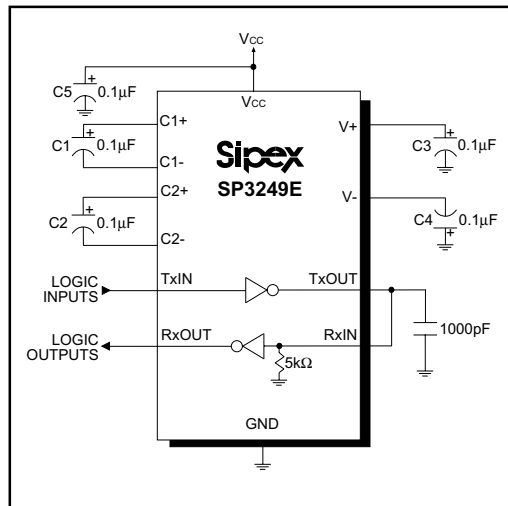 VCC
C5 + 0.1µF
VCC
C1+
C1 + 0.1µF
C1-
C2+
C2 + 0.1µF
C2-
Sipex
SP3249E
V+
C3 + 0.1µF
V-
C4 + 0.1µF
LOGIC
INPUTS
TxIN
TxOUT
LOGIC
OUTPUTS
RxOUT
RxIN
5kΩ
1000pF
GND